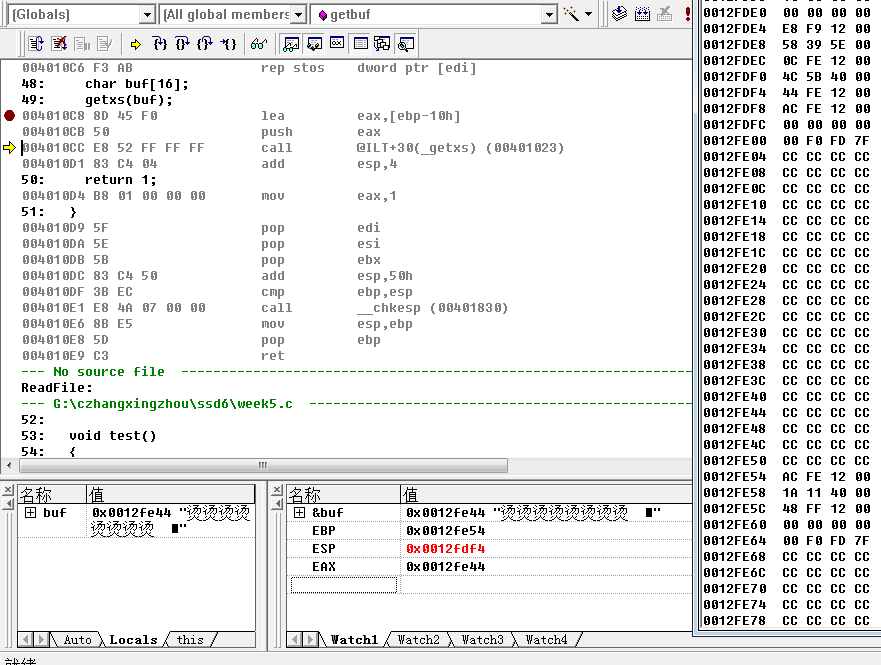 (Globals) (All global members getbuf
004010C6 F3 AB rep stos dword ptr [edi]
48: char buf[16];
49: getxs(buf);
004010C8 8D 45 F0 lea eax,[ebp-10h]
004010CB 50 push eax
004010CC E8 52 FF FF FF call @ILT+30(_getxs) (00401023)
004010D1 83 C4 04 add esp,4
50: return 1;
004010D4 B8 01 00 00 00 mov eax,1
51: }
004010D9 5F pop edi
004010DA 5E pop esi
004010DB 5B pop ebx
004010DC 83 C4 50 add esp,50h
004010DF 3B EC cmp ebp,esp
004010E1 E8 4A 07 00 00 call __chkesp (00401830)
004010E6 8B E5 mov esp,ebp
004010E8 5D pop ebp
004010E9 C3 ret
--- No source file
ReadFile:
--- G:\czhangxingzhou\ssd6\week5.c
52:
53: void test()
54: {
名称 值
buf 0x0012fe44 "烫烫烫烫
烫烫烫烫 "
Auto Locals this
名称 值
&buf 0x0012fe44 "烫烫烫烫烫烫烫烫 "
EBP 0x0012fe54
ESP 0x0012fdf4
EAX 0x0012fe44
Watch1 Watch2 Watch3 Watch4
0012FDE0 00 00 00 00
0012FDE4 E8 F9 12 00
0012FDE8 58 39 5E 00
0012FDEC 0C FE 12 00
0012FDF0 4C 5B 40 00
0012FDF4 44 FE 12 00
0012FDF8 AC FE 12 00
0012FDFC 00 00 00 00
0012FE00 00 F0 FD 7F
0012FE04 CC CC CC CC
0012FE08 CC CC CC CC
0012FE0C CC CC CC CC
0012FE10 CC CC CC CC
0012FE14 CC CC CC CC
0012FE18 CC CC CC CC
0012FE1C CC CC CC CC
0012FE20 CC CC CC CC
0012FE24 CC CC CC CC
0012FE28 CC CC CC CC
0012FE2C CC CC CC CC
0012FE30 CC CC CC CC
0012FE34 CC CC CC CC
0012FE38 CC CC CC CC
0012FE3C CC CC CC CC
0012FE40 CC CC CC CC
0012FE44 CC CC CC CC
0012FE48 CC CC CC CC
0012FE4C CC CC CC CC
0012FE50 CC CC CC CC
0012FE54 AC FE 12 00
0012FE58 1A 11 40 00
0012FE5C 48 FF 12 00
0012FE60 00 00 00 00
0012FE64 00 F0 FD 7F
0012FE68 CC CC CC CC
0012FE6C CC CC CC CC
0012FE70 CC CC CC CC
0012FE74 CC CC CC CC
0012FE78 CC CC CC CC